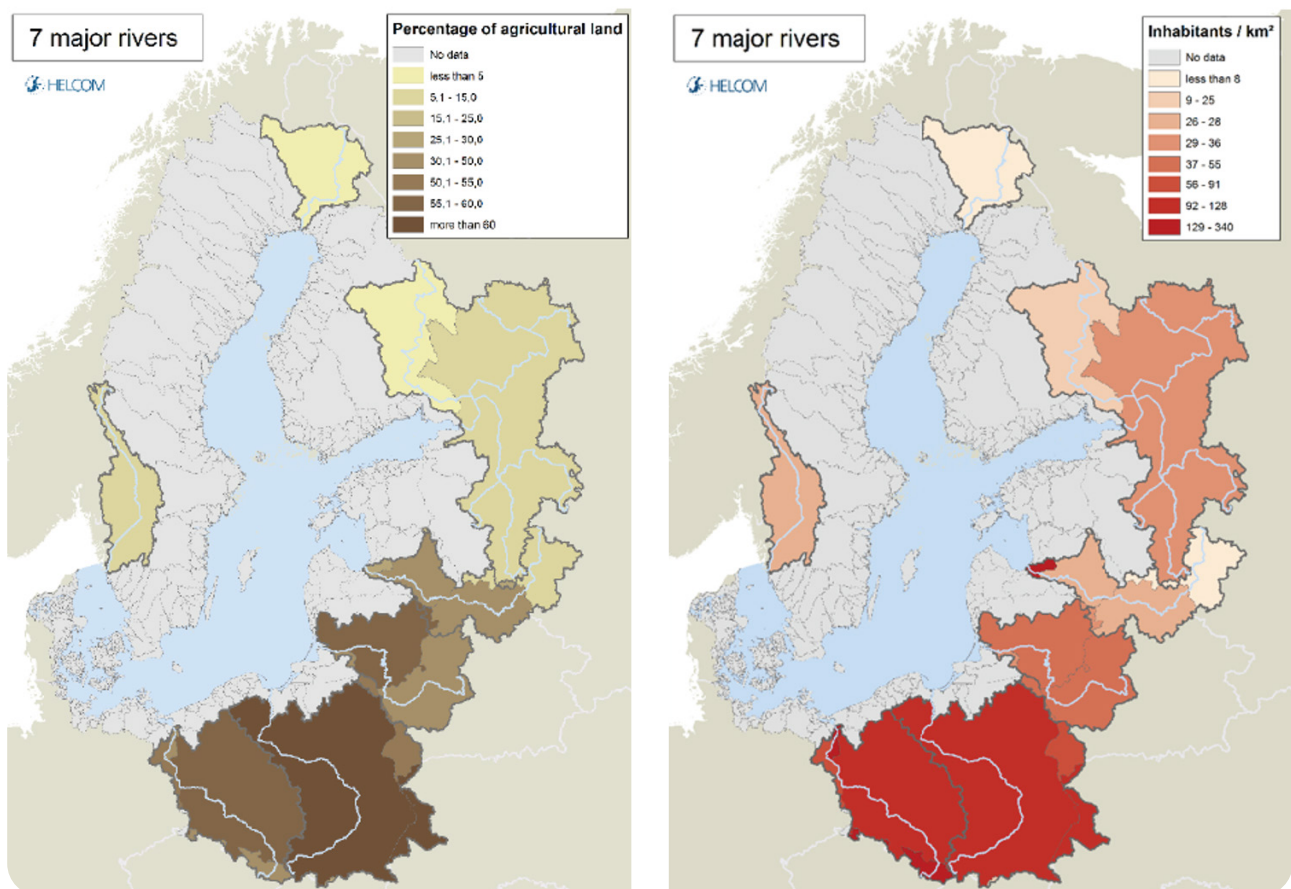 7 major rivers
HELCOM
Percentage of agricultural land
No data
less than 5
5,1 - 15,0
15,1 - 25,0
25,1 - 30,0
30,1 - 50,0
50,1 - 55,0
55,1 - 60,0
more than 60
7 major rivers
HELCOM
Inhabitants / km²
No data
less than 8
9 - 25
26 - 28
29 - 36
37 - 55
56 - 91
92 - 128
129 - 340